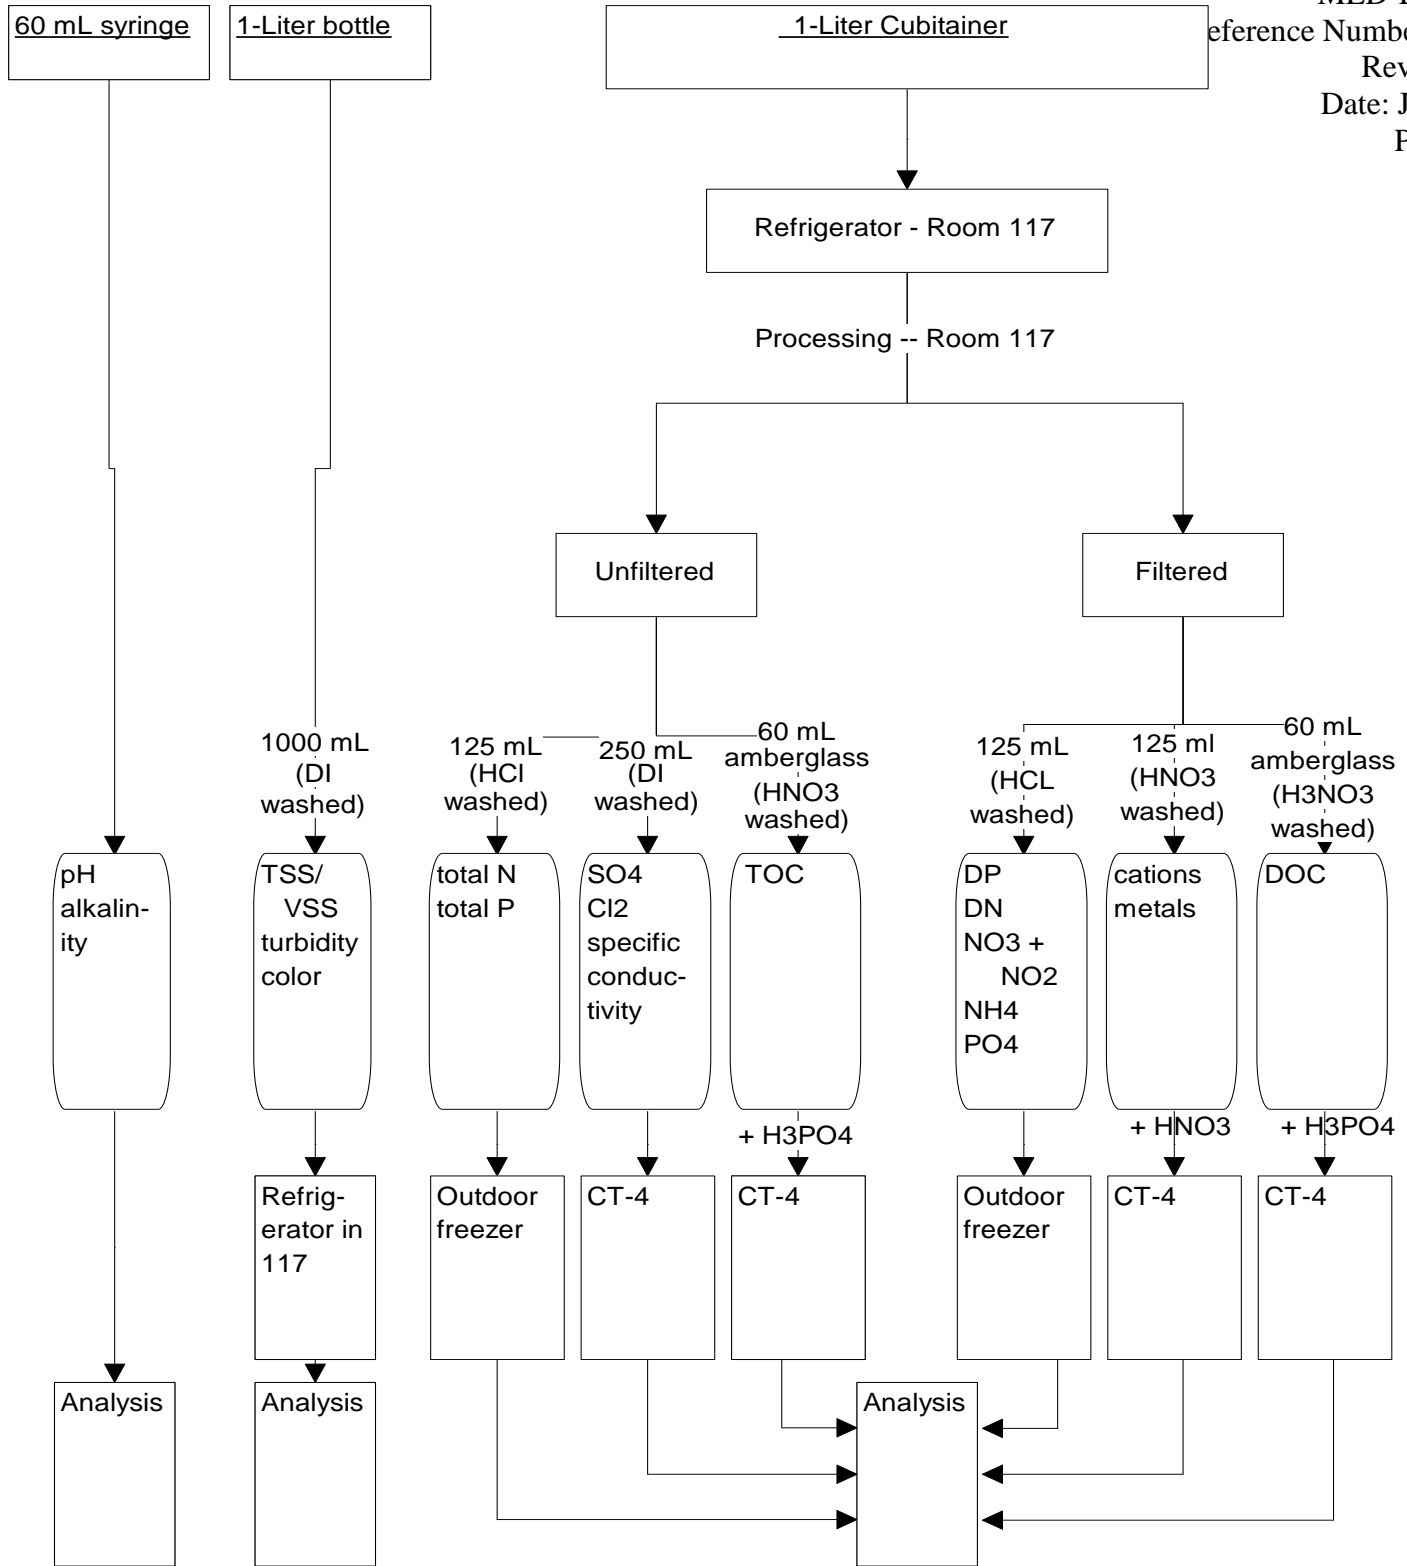 60 mL syringe
1-Liter bottle
1-Liter Cubitainer
eference Numbe
Rev
Date: J
Refrigerator - Room 117
Processing -- Room 117
Unfiltered
Filtered
1000 mL
(DI
washed)
125 mL
(HCl
washed)
250 mL
(DI
washed)
60 mL
amberglass
(HNO3
washed)
125 mL
(HCL
washed)
125 ml
(HNO3
washed)
60 mL
amberglass
(H3NO3
washed)
pH
alkalin-
ity
TSS/
VSS
turbidity
color
total N
total P
SO4
Cl2
specific
conduc-
tivity
TOC
DP
DN
NO3 +
NO2
NH4
PO4
cations
metals
DOC
+ H3PO4
+ HNO3
+ H3PO4
Refrig-
erator in
117
Outdoor
freezer
CT-4
CT-4
Outdoor
freezer
CT-4
CT-4
Analysis
Analysis
Analysis